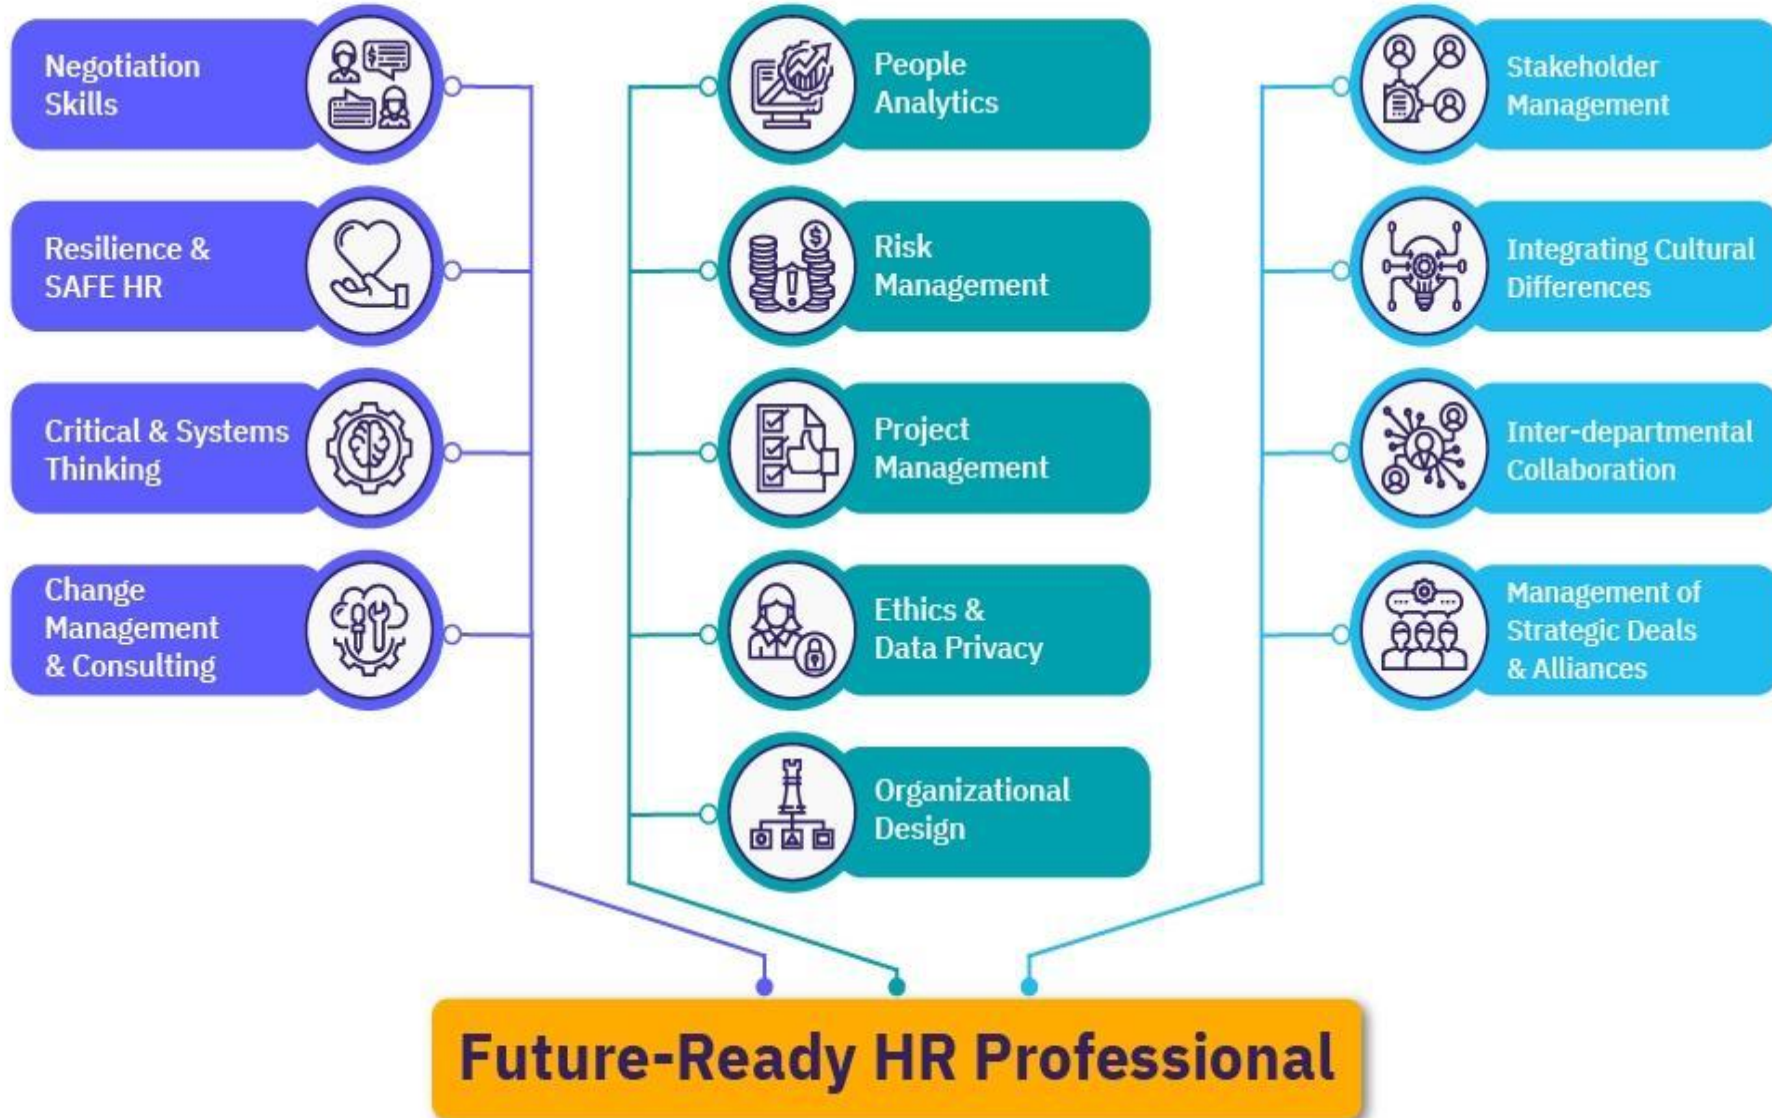 Negotiation
Skills
Resilience &
SAFE HR
Critical & Systems
Thinking
Change
Management
& Consulting
People
Analytics
Risk
Management
Project
Management
Ethics &
Data Privacy
Organizational
Design
Stakeholder
Management
Integrating Cultural
Differences
Inter-departmental
Collaboration
Management of
Strategic Deals
& Alliances
Future-Ready HR Professional